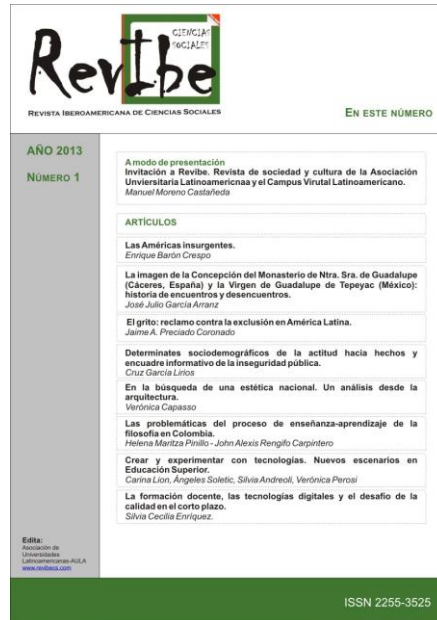 CIENCIAS
SOCIALES
RevIbe
REVISTA IBEROAMERICANA DE CIENCIAS SOCIALES
EN ESTE NÚMERO
AÑO 2013
NÚMERO 1
A modo de presentación
Invitación a Revibe. Revista de sociedad y cultura de la Asociación
Unviersitaria Latinoamericnaa y el Campus Virutal Latinoamericano.
Manuel Moreno Castañeda
ARTÍCULOS
Las Américas insurgentes.
Enrique Barón Crespo
La imagen de la Concepción del Monasterio de Ntra. Sra. de Guadalupe
(Cáceres, España) y la Virgen de Guadalupe de Tepeyac (México):
historia de encuentros y desencuentros.
José Julio García Arranz
El grito: reclamo contra la exclusión en América Latina.
Jaime A. Preciado Coronado
Determinates sociodemográficos de la actitud hacia hechos y
encuadre informativo de la inseguridad pública.
Cruz García Lirios
En la búsqueda de una estética nacional. Un análisis desde la
arquitectura.
Verónica Capasso
Las problemáticas del proceso de enseñanza-aprendizaje de la
filosofía en Colombia.
Helena Maritza Pinillo - John Alexis Rengifo Carpintero
Crear y experimentar con tecnologías. Nuevos escenarios en
Educación Superior.
Carina Lion, Ángeles Soletic, Silvia Andreoli, Verónica Perosi
La formación docente, las tecnologías digitales y el desafío de la
calidad en el corto plazo.
Silvia Cecilia Enríquez.
Edita:
Asociación de
Universidades
Latinoamericanas-AULA
www.revibecs.com
ISSN 2255-3525